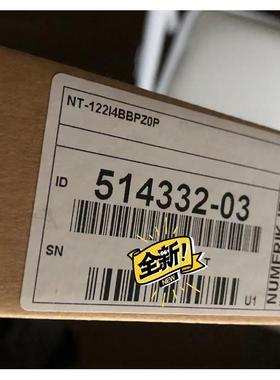 NT-122I4BBPZ0P
ID 514332-03
SN
全新!
NEW
T
U1
NUMERIK